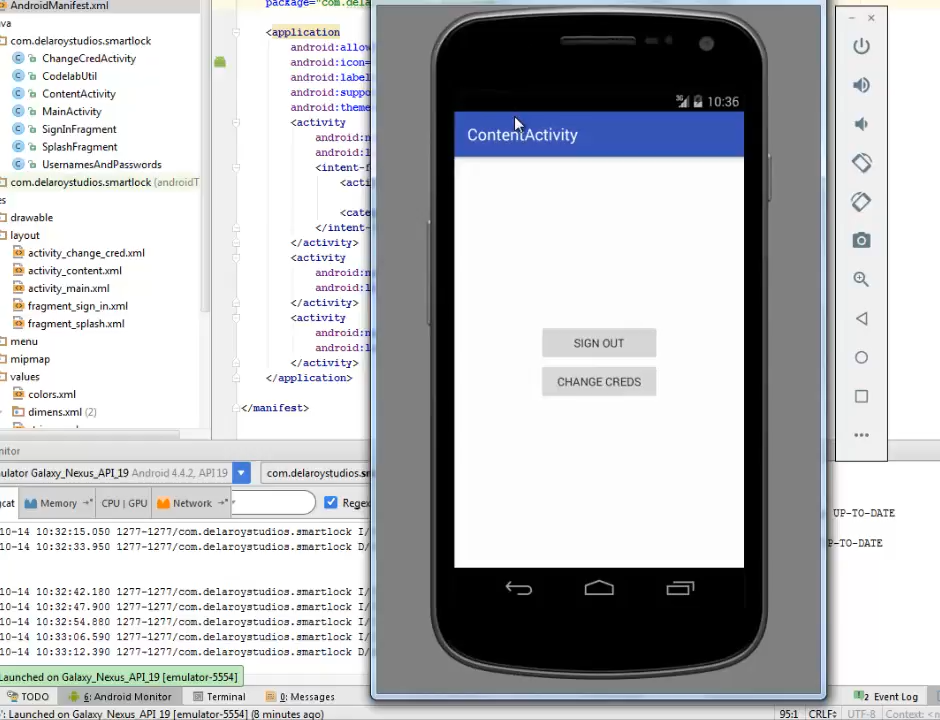 AndroidManifest.xml
package="com.dela
va
<application
com.delaroystudios.smartlock
android:allow
ChangeCredActivity
android:icon=
CodelabUtil
android:label
ContentActivity
android:suppo
MainActivity
android:theme
SignInFragment
<activity
SplashFragment
android:n
UsernamesAndPasswords
android:l
com.delaroystudios.smartlock (androidT
<intent-f
<acti
es
drawable
<cate
layout
</intent-
activity_change_cred.xml
</activity>
activity_content.xml
<activity
activity_main.xml
android:n
fragment_sign_in.xml
android:l
fragment_splash.xml
</activity>
menu
<activity
mipmap
android:n
values
android:l
colors.xml
</activity>
dimens.xml (2)
</application>
</manifest>
3G 10:36
ContentActivity
SIGN OUT
CHANGE CREDS
nitor
ulator Galaxy_Nexus_API_19 Android 4.4.2, API 19
com.delaroystudios.sm
gcat Memory CPU | GPU Network Regex
10-14 10:32:15.050 1277-1277/com.delaroystudios.smartlock I/
10-14 10:32:33.950 1277-1277/com.delaroystudios.smartlock D/
10-14 10:32:42.180 1277-1277/com.delaroystudios.smartlock I/
10-14 10:32:47.900 1277-1277/com.delaroystudios.smartlock I/
10-14 10:32:54.880 1277-1277/com.delaroystudios.smartlock I/
10-14 10:33:06.590 1277-1277/com.delaroystudios.smartlock I/
10-14 10:33:12.390 1277-1277/com.delaroystudios.smartlock D/
UP-TO-DATE
P-TO-DATE
Launched on Galaxy_Nexus_API_19 [emulator-5554]
TODO 6: Android Monitor Terminal 0: Messages 2 Event Log
': Launched on Galaxy_Nexus_API_19 [emulator-5554] (8 minutes ago) 95:1 CRLF UTF-8 Context: <n